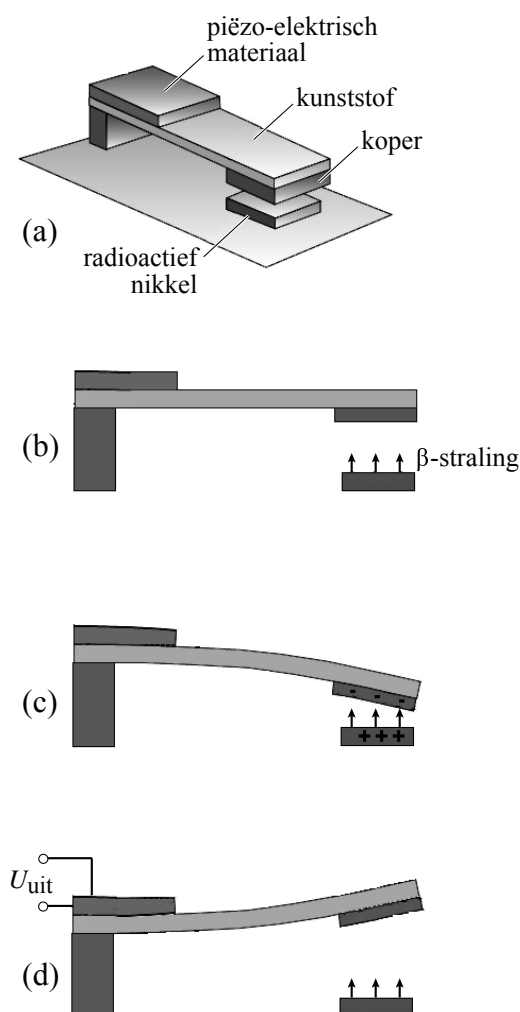 piëzo-elektrisch
materiaal
kunststof
koper
(a)
radioactief
nikkel
(b)
β-straling
(c)
- - -
+ + +
Uuit
(d)